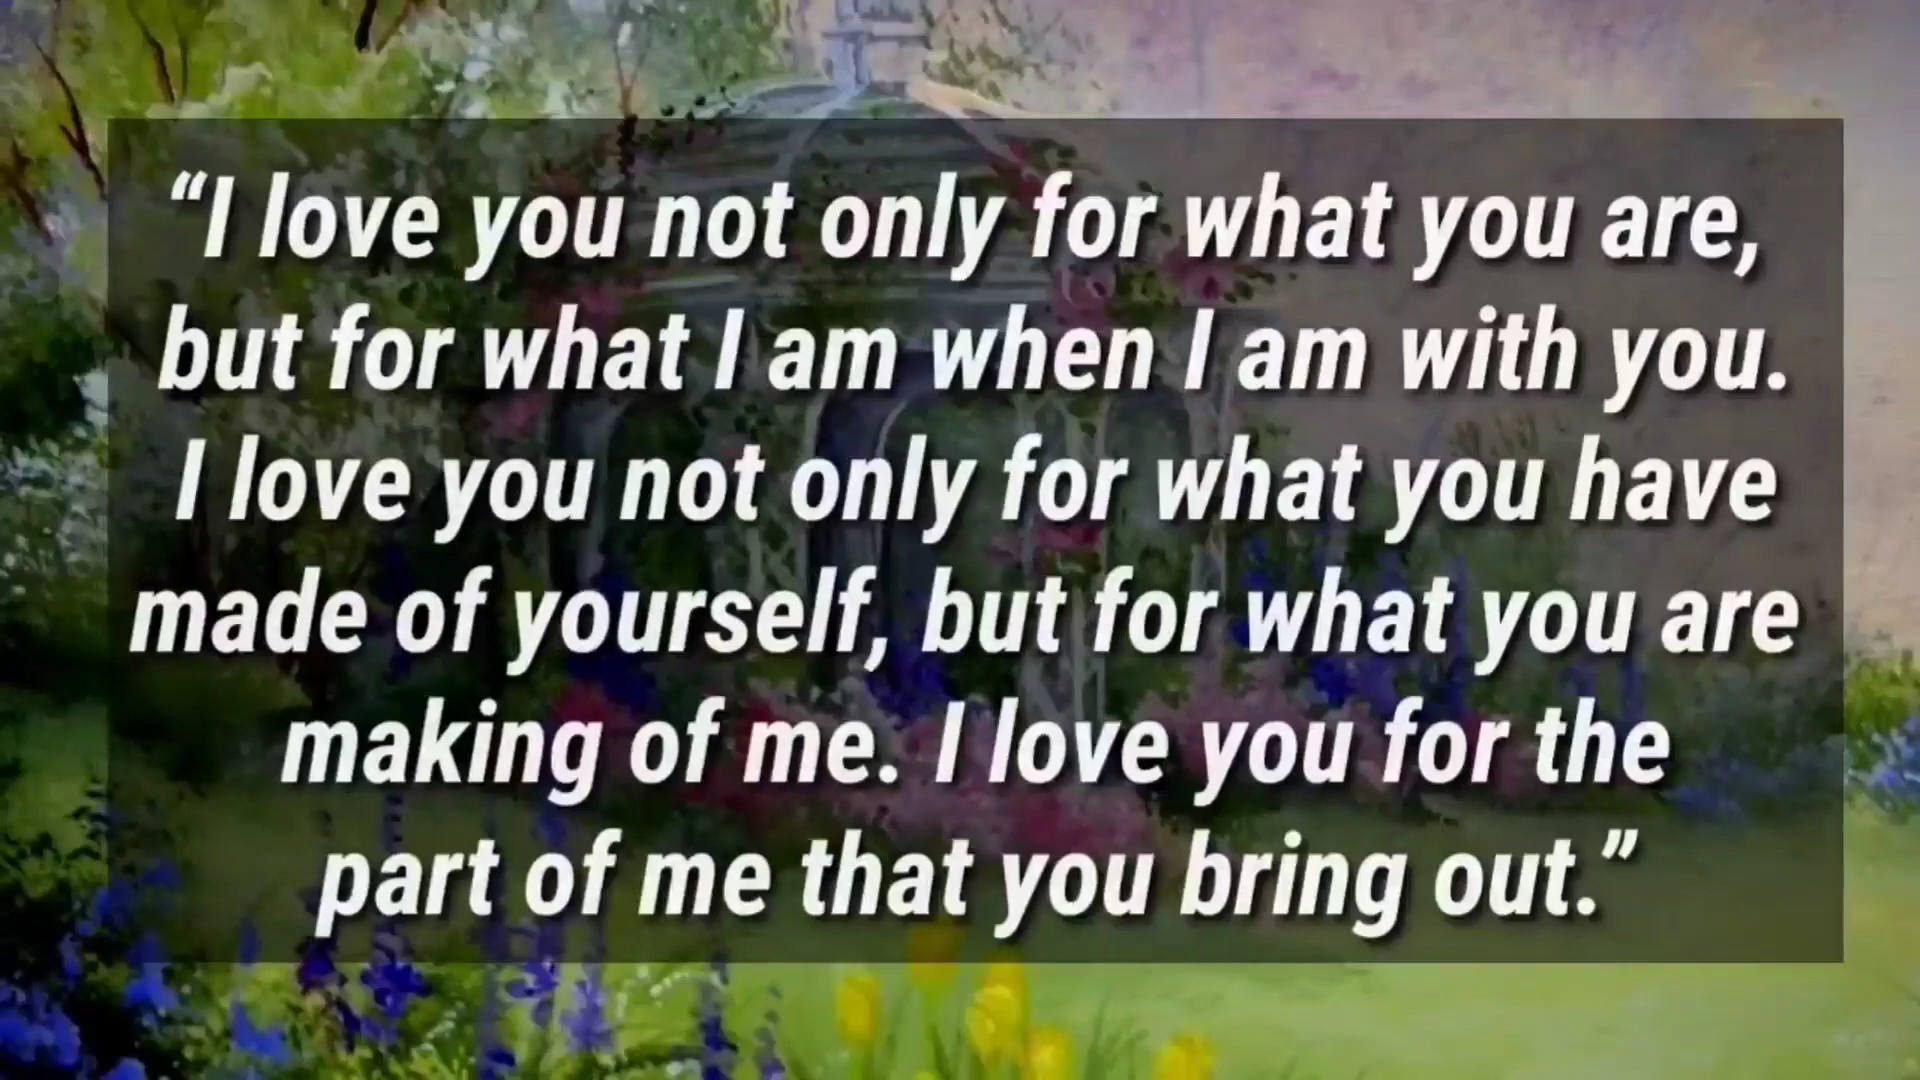 “I love you not only for what you are,
but for what I am when I am with you.
I love you not only for what you have
made of yourself, but for what you are
making of me. I love you for the
part of me that you bring out.”